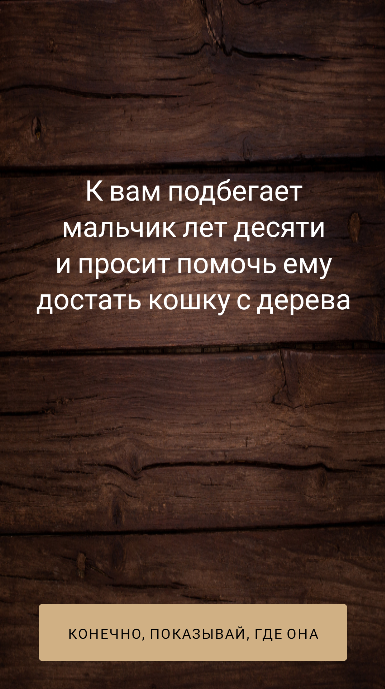 К вам подбегает
мальчик лет десяти
и просит помочь ему
достать кошку с дерева
КОНЕЧНО, ПОКАЗЫВАЙ, ГДЕ ОНА